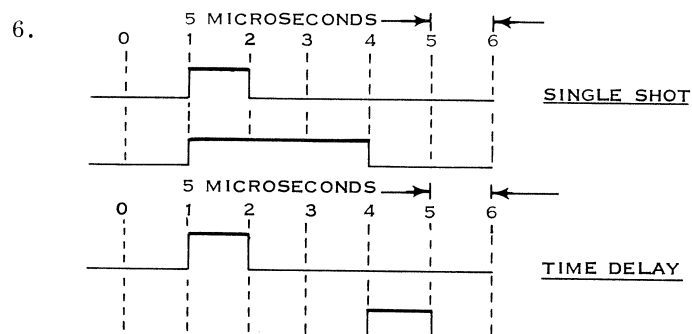 6.
5 MICROSECONDS
0 1 2 3 4 5 6
SINGLE SHOT
5 MICROSECONDS
0 1 2 3 4 5 6
TIME DELAY